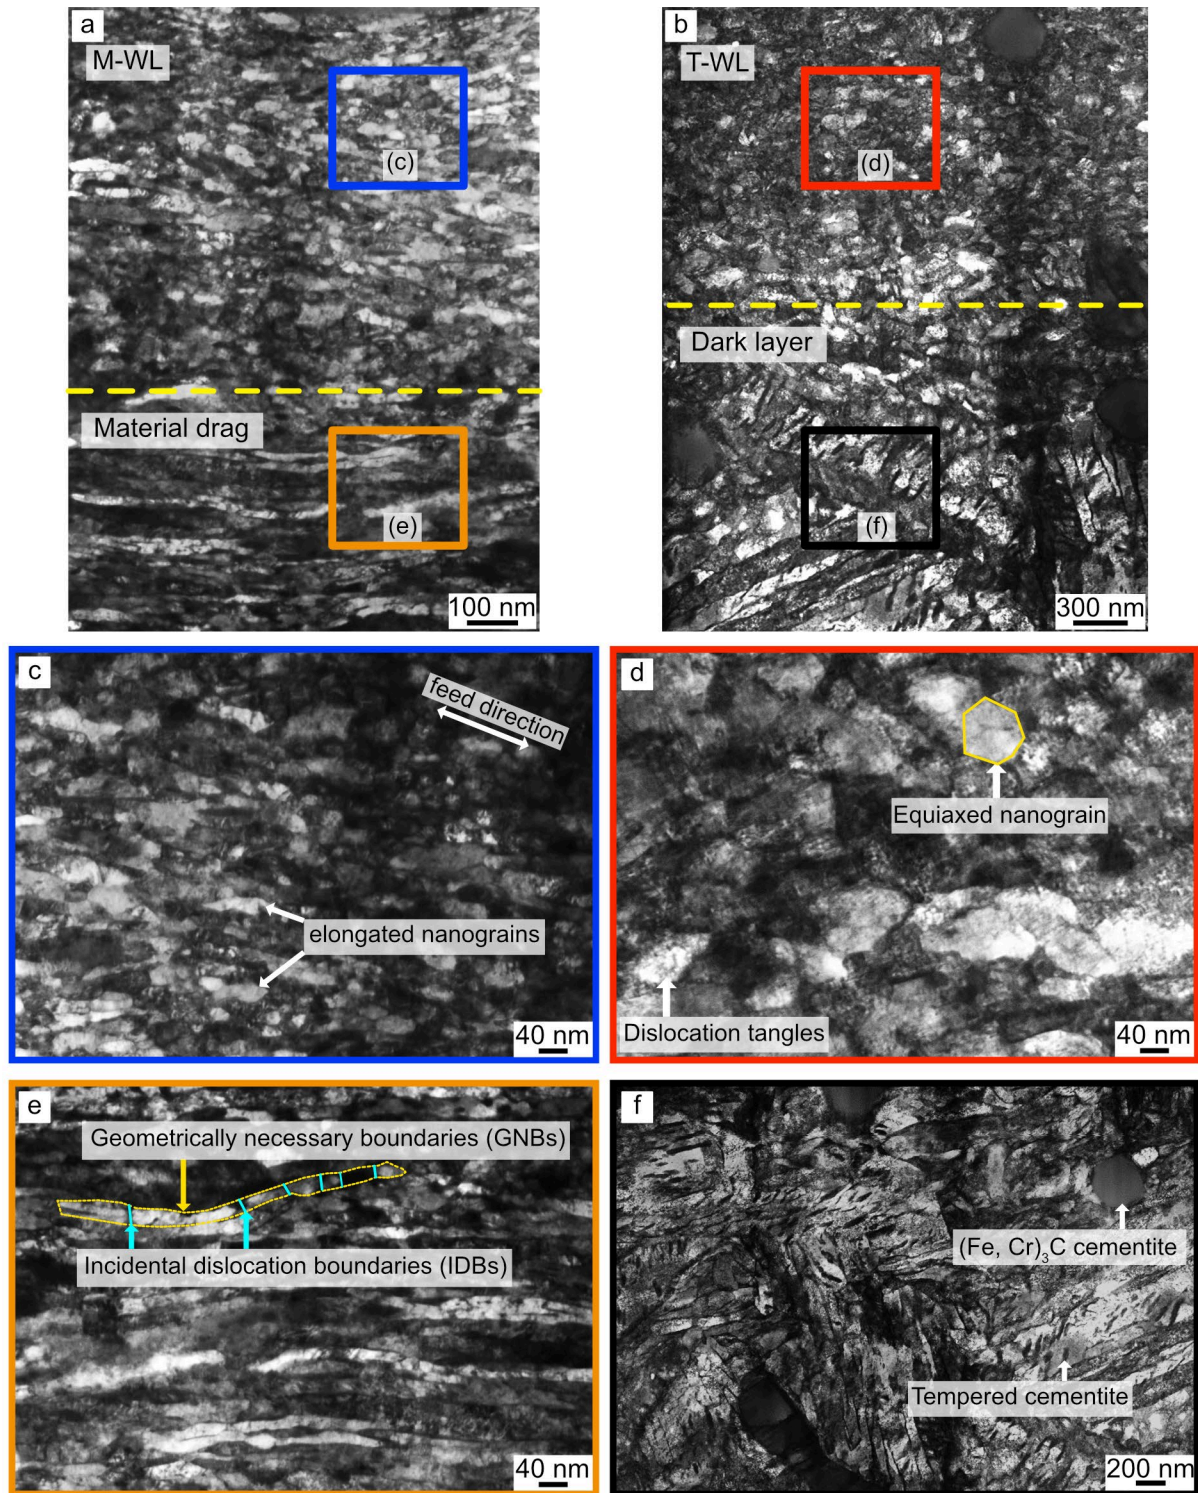 a
M-WL
(c)
Material drag
(e)
100 nm
b
T-WL
(d)
Dark layer
(f)
300 nm
c
feed direction
elongated nanograins
40 nm
d
Equiaxed nanograin
Dislocation tangles
40 nm
e
Geometrically necessary boundaries (GNBs)
Incidental dislocation boundaries (IDBs)
40 nm
f
(Fe, Cr)₃C cementite
Tempered cementite
200 nm